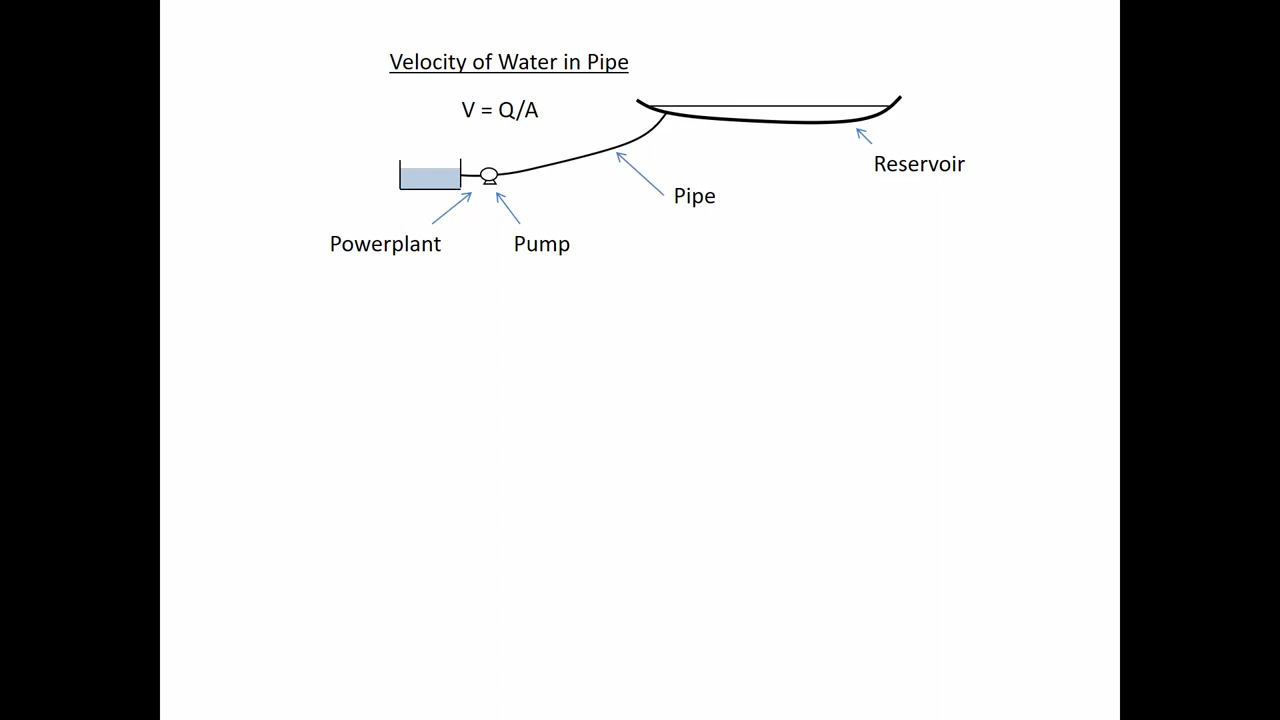 Velocity of Water in Pipe
V = Q/A
Reservoir
Pipe
Powerplant
Pump